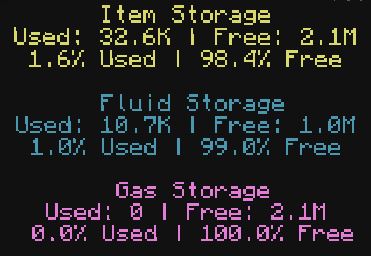 Item Storage
Used: 32.6K | Free: 2.1M
1.6% Used | 98.4% Free
Fluid Storage
Used: 10.7K | Free: 1.0M
1.0% Used | 99.0% Free
Gas Storage
Used: 0 | Free: 2.1M
0.0% Used | 100.0% Free